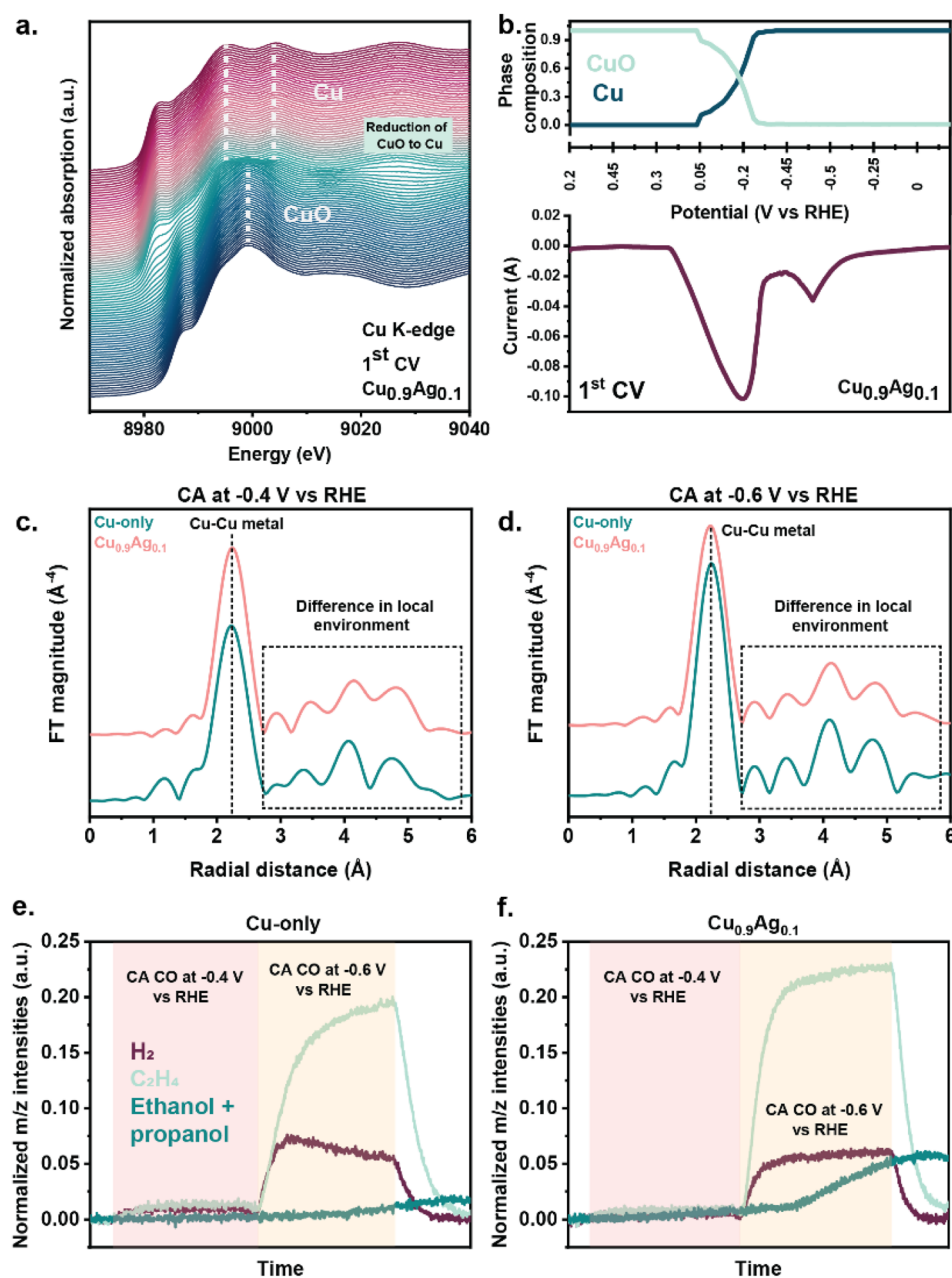 a.
Normalized absorption (a.u.)
Cu
Reduction of
CuO to Cu
CuO
Cu K-edge
1st CV
Cu0.9Ag0.1
8980
9000
9020
9040
Energy (eV)
b.
Phase
composition
0.9
0.5
0.0
CuO
Cu
0.2
0.45
0.3
0.05
-0.2
-0.45
-0.5
-0.25
0
Potential (V vs RHE)
Current (A)
0.02
0.00
-0.02
-0.04
-0.06
-0.08
-0.10
1st CV
Cu0.9Ag0.1
c.
CA at -0.4 V vs RHE
Cu-only
Cu0.9Ag0.1
Cu-Cu metal
Difference in local
environment
FT magnitude (Å-4)
0 1 2 3 4 5 6
Radial distance (Å)
d.
CA at -0.6 V vs RHE
Cu-only
Cu0.9Ag0.1
Cu-Cu metal
Difference in local
environment
FT magnitude (Å-4)
0 1 2 3 4 5 6
Radial distance (Å)
e.
Cu-only
Normalized m/z intensities (a.u.)
0.25
0.20
0.15
0.10
0.05
0.00
CA CO at -0.4 V
vs RHE
CA CO at -0.6 V
vs RHE
H2
C2H4
Ethanol +
propanol
Time
f.
Cu0.9Ag0.1
Normalized m/z intensities (a.u.)
0.25
0.20
0.15
0.10
0.05
0.00
CA CO at -0.4 V
vs RHE
CA CO at -0.6 V
vs RHE
Time